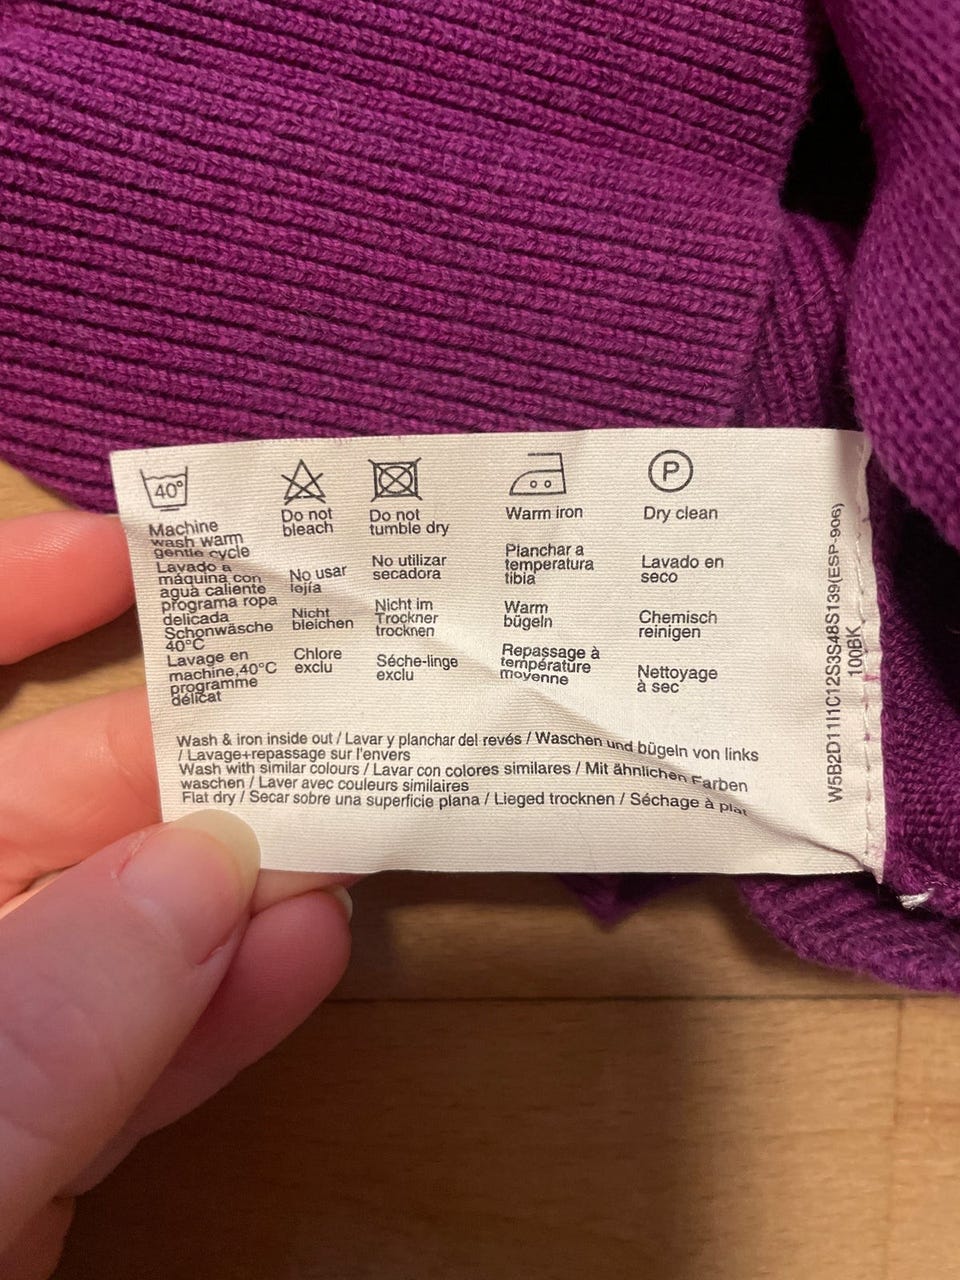 40°
Machine
wash warm
gentle cycle
Lavado a
máquina con
agua caliente
programa ropa
delicada
Schonwäsche
40°C
Lavage en
machine,40°C
programme
délicat
Do not
bleach
No usar
lejía
Nicht
bleichen
Chlore
exclu
Do not
tumble dry
No utilizar
secadora
Nicht im
Trockner
trocknen
Séche-linge
exclu
Warm iron
Planchar a
temperatura
tibia
Warm
bügeln
Repassage à
température
moyenne
P
Dry clean
Lavado en
seco
Chemisch
reinigen
Nettoyage
à sec
Wash & iron inside out / Lavar y planchar del revés / Waschen und bügeln von links
/ Lavage+repassage sur l'envers
Wash with similar colours / Lavar con colores similares / Mit ähnlichen Farben
waschen / Laver avec couleurs similaires
Flat dry / Secar sobre una superficie plana / Lieged trocknen / Séchage à plat
W5B2D11I1C12S3S48S139(ESP-906)
100BK